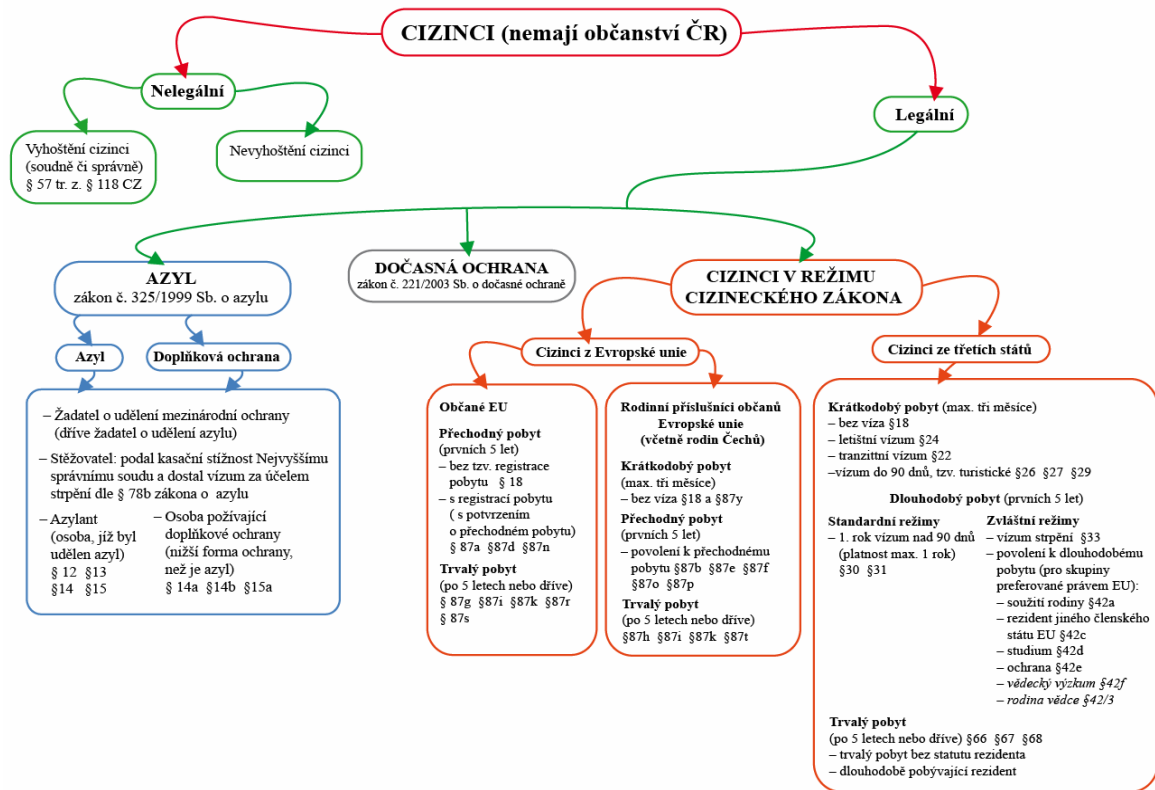 CIZINCI (nemají občanství ČR)
Nelegální
Legální
Vyhoštění cizinci
(soudně či správně)
§ 57 tr. z. § 118 CZ
Nevyhoštění cizinci
AZYL
zákon č. 325/1999 Sb. o azylu
DOČASNÁ OCHRANA
zákon č. 221/2003 Sb. o dočasné ochraně
CIZINCI V REŽIMU
CIZINECKÉHO ZÁKONA
Azyl
Doplňková ochrana
Cizinci z Evropské unie
Cizinci ze třetích států
– Žadatel o udělení mezinárodní ochrany
(dříve žadatel o udělení azylu)
– Stěžovatel: podal kasační stížnost Nejvyššímu
správnímu soudu a dostal vízum za účelem
strpění dle § 78b zákona o azylu
– Azylant
(osoba, jíž byl
udělen azyl)
§ 12 §13
§14 §15
– Osoba požívající
doplňkové ochrany
(nižší forma ochrany,
než je azyl)
§ 14a §14b §15a
Občané EU
Přechodný pobyt
(prvních 5 let)
– bez tzv. registrace
pobytu § 18
– s registrací pobytu
( s potvrzením
o přechodném pobytu)
§ 87a §87d §87n
Trvalý pobyt
(po 5 letech nebo dříve)
§ 87g §87i §87k §87r
§ 87s
Rodinní příslušníci občanů
Evropské unie
(včetně rodin Čechů)
Krátkodobý pobyt
(max. tři měsíce)
– bez víza §18 a §87y
Přechodný pobyt
(prvních 5 let)
– povolení k přechodnému
pobytu §87b §87e §87f
§87o §87p
Trvalý pobyt
(po 5 letech nebo dříve)
§87h §87i §87k §87t
Krátkodobý pobyt (max. tři měsíce)
– bez víza §18
– letištní vízum §24
– tranzittní vízum §22
–vízum do 90 dnů, tzv. turistické §26 §27 §29
Dlouhodobý pobyt (prvních 5 let)
Standardní režimy
– 1. rok vízum nad 90 dnů
(platnost max. 1 rok)
§30 §31
Zvláštní režimy
– vízum strpění §33
– povolení k dlouhodobému
pobytu (pro skupiny
preferované právem EU):
– soužití rodiny §42a
– rezident jiného členského
státu EU §42c
– studium §42d
– ochrana §42e
– vědecký výzkum §42f
– rodina vědce §42/3
Trvalý pobyt
(po 5 letech nebo dříve) §66 §67 §68
– trvalý pobyt bez statutu rezidenta
– dlouhodobě pobývající rezident